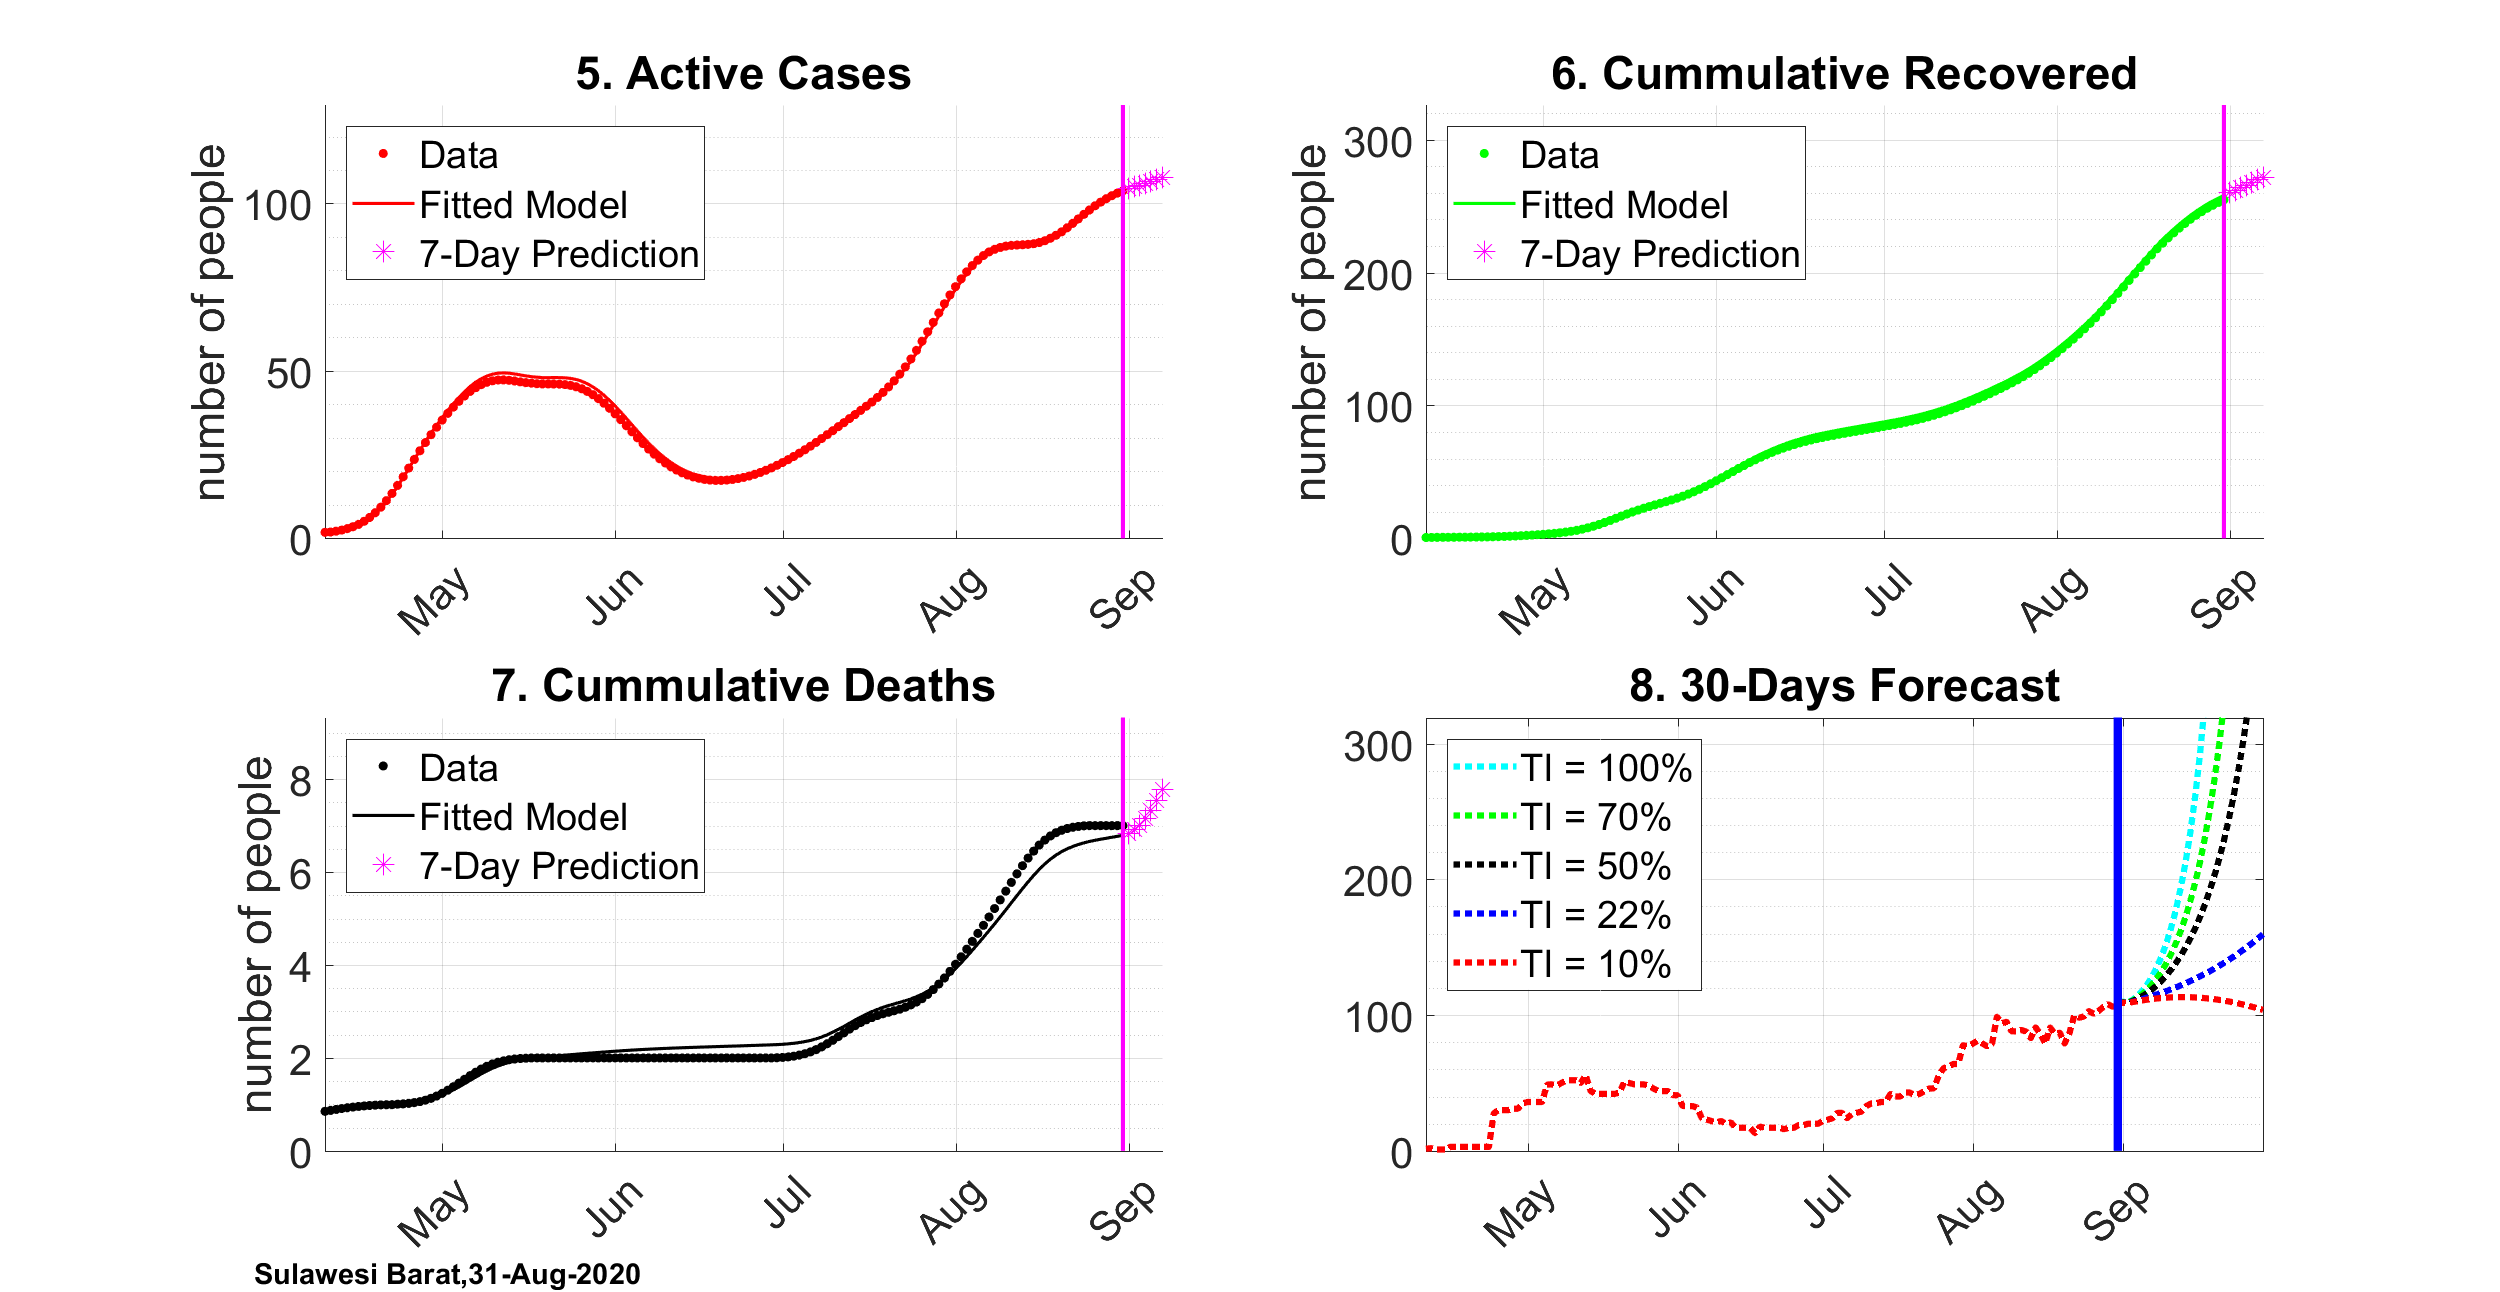 5. Active Cases
number of people
100
50
0
Data
Fitted Model
7-Day Prediction
May
Jun
Jul
Aug
Sep
6. Cummulative Recovered
number of people
300
200
100
0
Data
Fitted Model
7-Day Prediction
May
Jun
Jul
Aug
Sep
7. Cummulative Deaths
number of people
8
6
4
2
0
Data
Fitted Model
7-Day Prediction
May
Jun
Jul
Aug
Sep
8. 30-Days Forecast
300
200
100
0
TI = 100%
TI = 70%
TI = 50%
TI = 22%
TI = 10%
May
Jun
Jul
Aug
Sep
Sulawesi Barat,31-Aug-2020